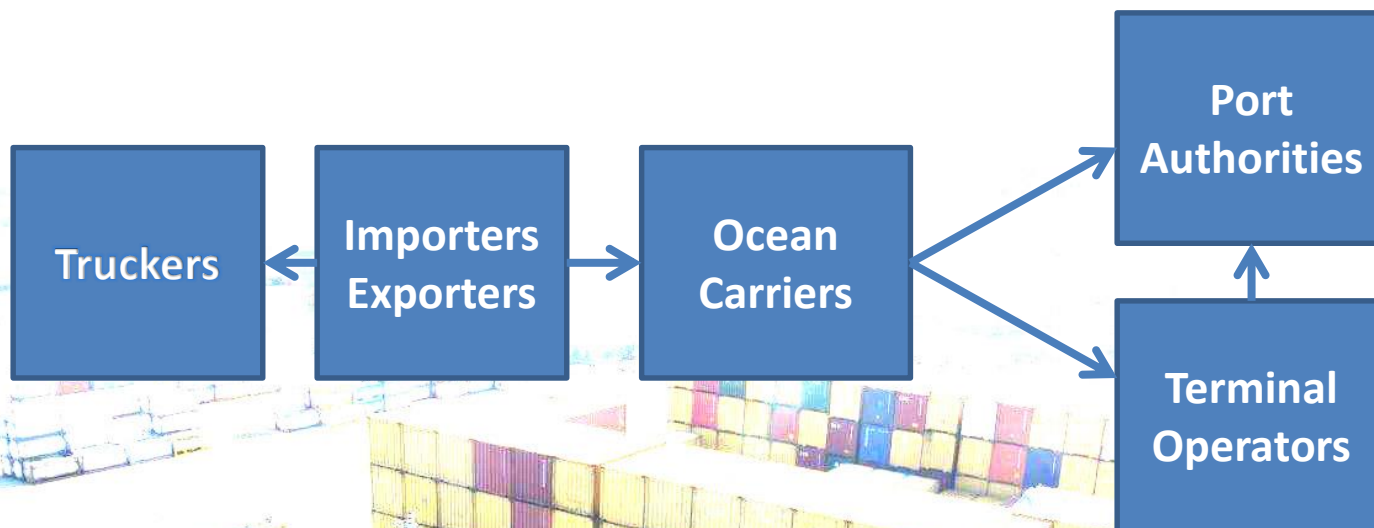 Truckers
Importers
Exporters
Ocean
Carriers
Port
Authorities
Terminal
Operators